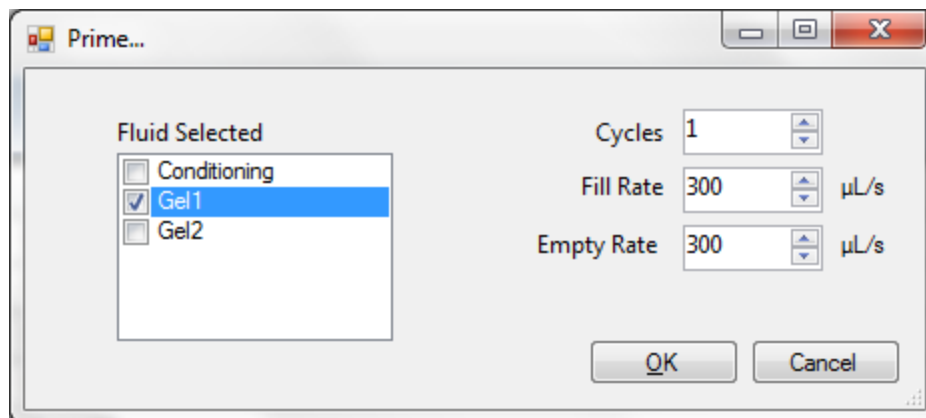 Prime...
Fluid Selected
Conditioning
Gel1
Gel2
Cycles 1
Fill Rate 300 µL/s
Empty Rate 300 µL/s
OK Cancel